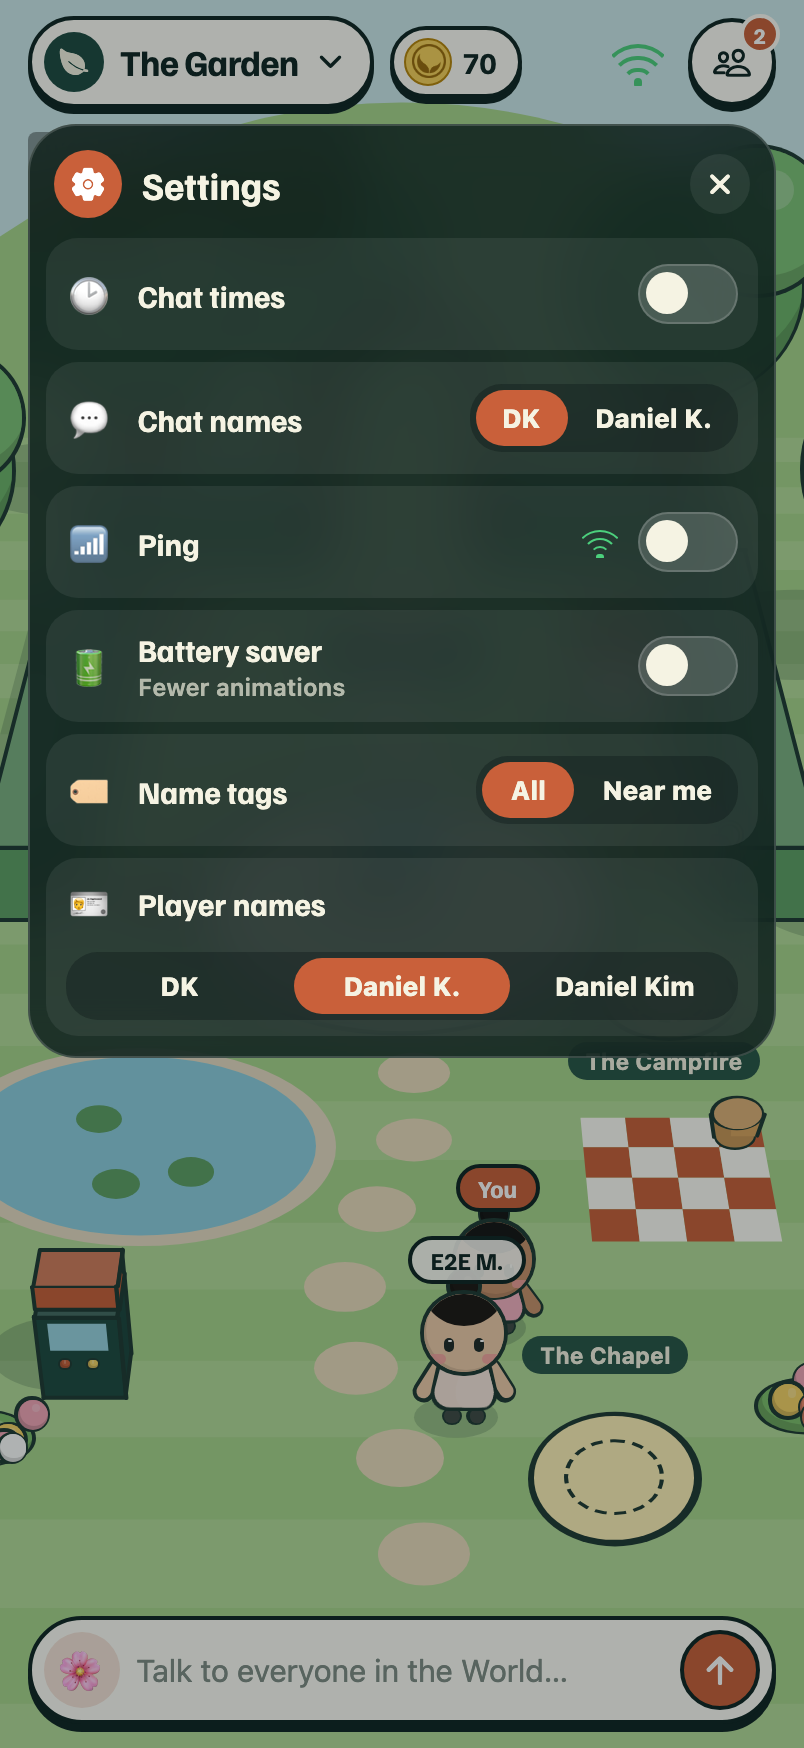 The Garden
70
2
Settings
Chat times
Chat names
DK
Daniel K.
Ping
Battery saver
Fewer animations
Name tags
All
Near me
Player names
DK
Daniel K.
Daniel Kim
The Campfire
You
E2E M.
The Chapel
Talk to everyone in the World...